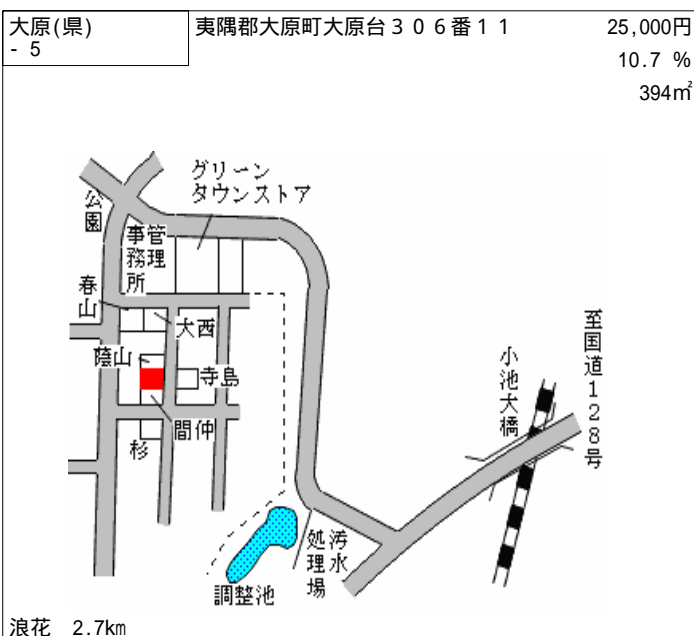 大原(県)
- 5
夷隅郡大原町大原台306番11
25,000円
10.7 %
394㎡
グリーン
タウンストア
公園
管理
事務所
春山
大西
蔭山
寺島
間仲
杉
小池大橋
至国道128号
汚水
処理場
調整池
浪花 2.7km